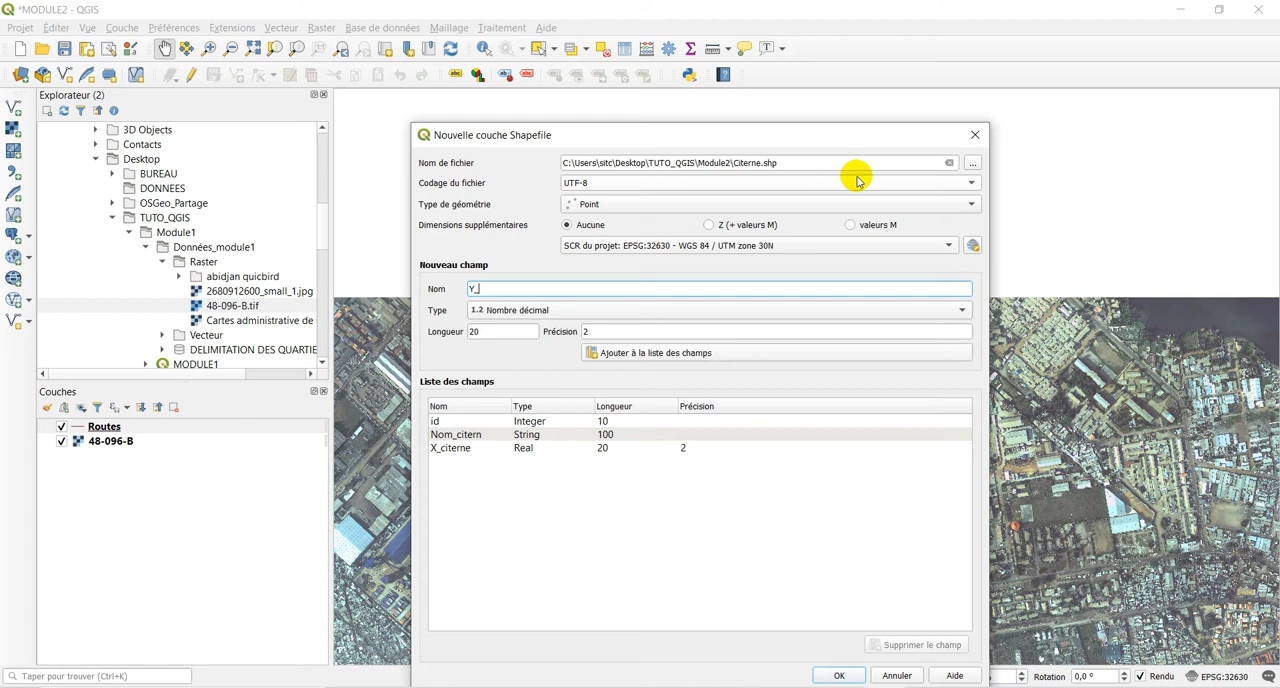 *MODULE2 - QGIS
Projet Éditer Vue Couche Préférences Extensions Vecteur Raster Base de données Maillage Traitement Aide
Explorateur (2)
3D Objects
Contacts
Desktop
BUREAU
DONNEES
OSGeo_Partage
TUTO_QGIS
Module1
Données_module1
Raster
abidjan quicbird
2680912600_small_1.jpg
48-096-B.tif
Cartes administrative de
Vecteur
DELIMITATION DES QUARTIE
MODULE1
Couches
Routes
48-096-B
Nouvelle couche Shapefile
Nom de fichier C:\Users\sitc\Desktop\TUTO_QGIS\Module2\Citerne.shp ...
Codage du fichier UTF-8
Type de géométrie Point
Dimensions supplémentaires Aucune Z (+ valeurs M) valeurs M
SCR du projet: EPSG:32630 - WGS 84 / UTM zone 30N
Nouveau champ
Nom Y_
Type 1.2 Nombre décimal
Longueur 20 Précision 2
Ajouter à la liste des champs
Liste des champs
Nom Type Longueur Précision
id Integer 10
Nom_citern String 100
X_citerne Real 20 2
Supprimer le champ
OK Annuler Aide
Taper pour trouver (Ctrl+K) Rotation 0,0 ° Rendu EPSG:32630